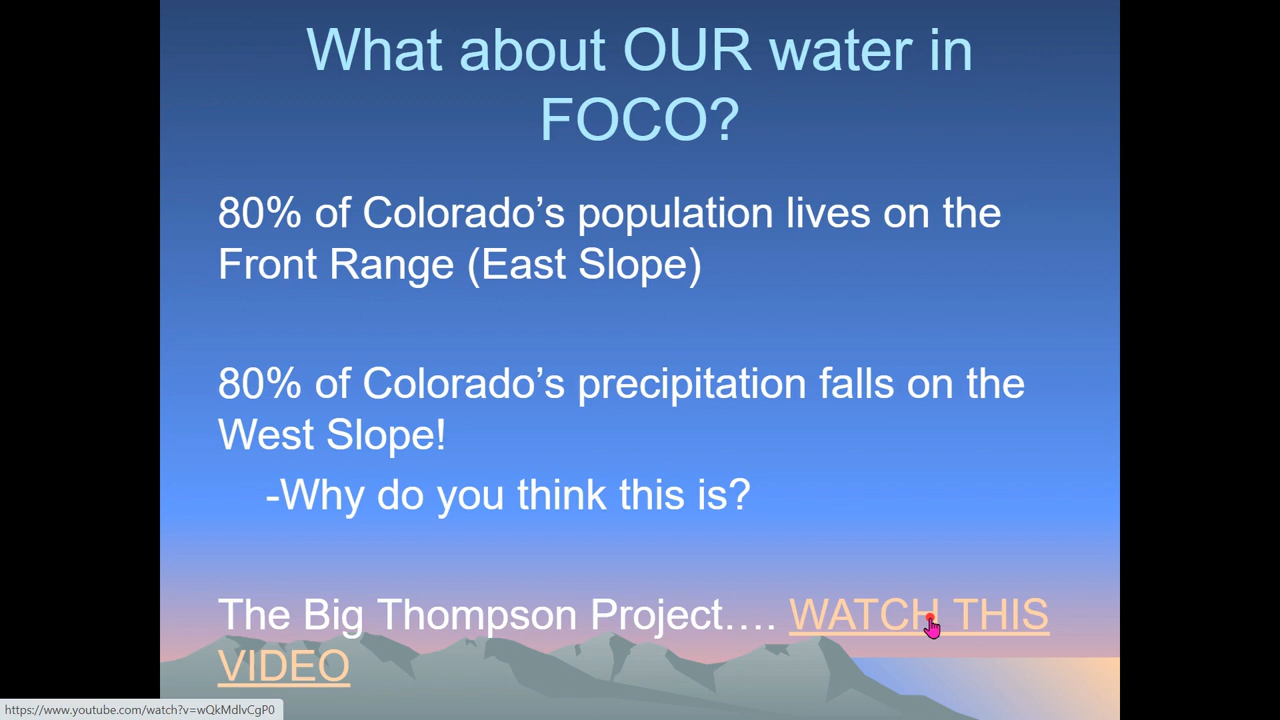 What about OUR water in
FOCO?
80% of Colorado’s population lives on the
Front Range (East Slope)
80% of Colorado’s precipitation falls on the
West Slope!
-Why do you think this is?
The Big Thompson Project…. WATCH THIS
VIDEO
https://www.youtube.com/watch?v=wQkMdlvCgP0